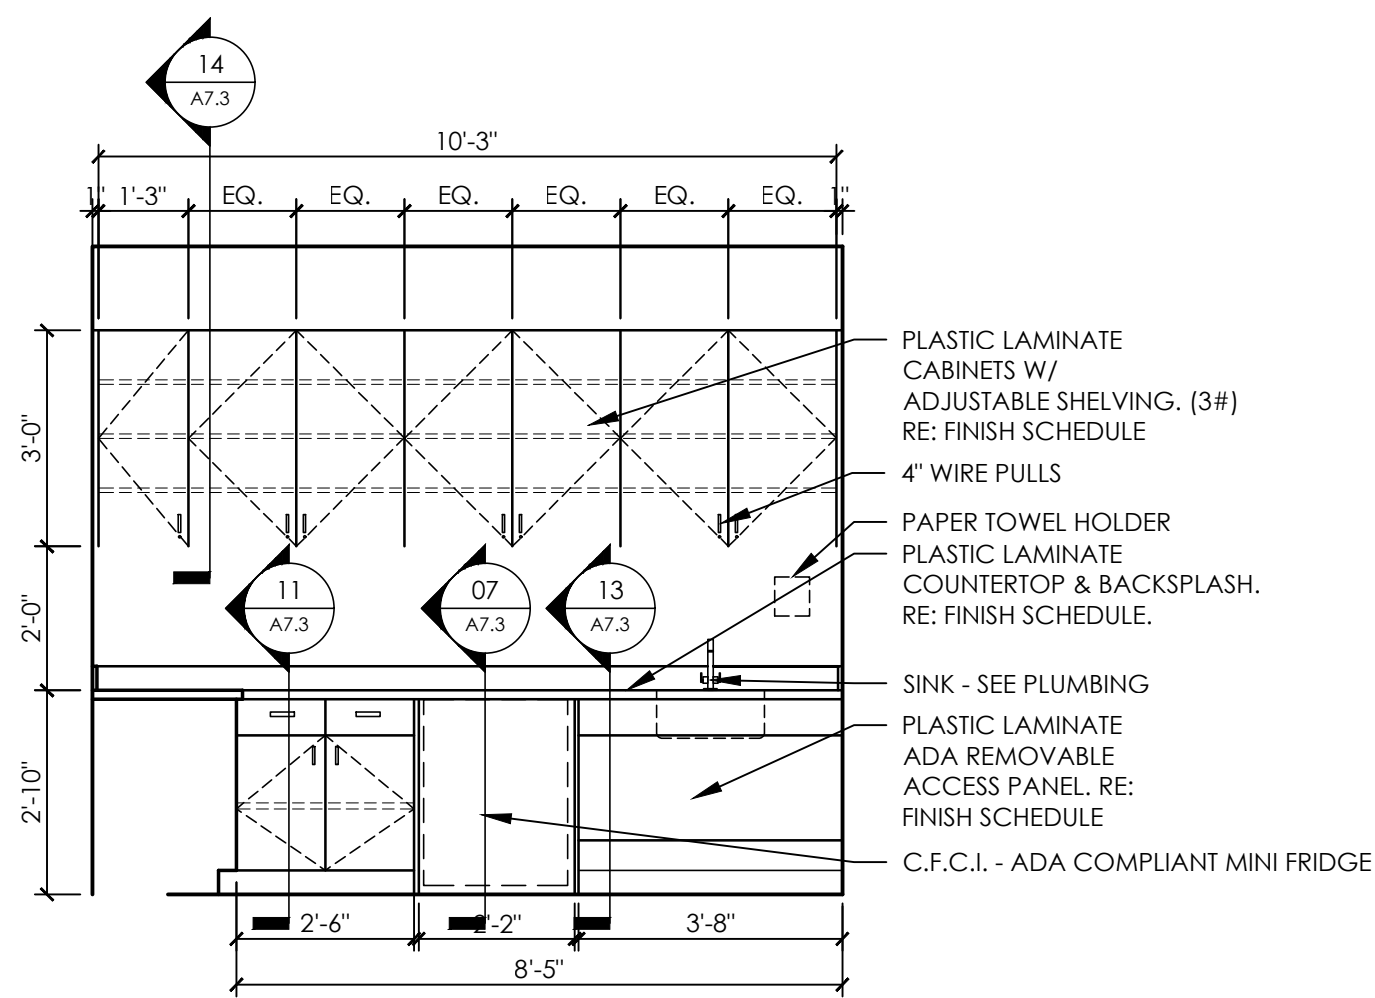 14
A7.3
10'-3"
1" 1'-3" EQ. EQ. EQ. EQ. EQ. EQ. 1"
3'-0"
2'-0"
2'-10"
PLASTIC LAMINATE
CABINETS W/
ADJUSTABLE SHELVING. (3#)
RE: FINISH SCHEDULE
4" WIRE PULLS
PAPER TOWEL HOLDER
PLASTIC LAMINATE
COUNTERTOP & BACKSPLASH.
RE: FINISH SCHEDULE.
11
A7.3
07
A7.3
13
A7.3
SINK - SEE PLUMBING
PLASTIC LAMINATE
ADA REMOVABLE
ACCESS PANEL. RE:
FINISH SCHEDULE
C.F.C.I. - ADA COMPLIANT MINI FRIDGE
2'-6" 2'-2" 3'-8"
8'-5"